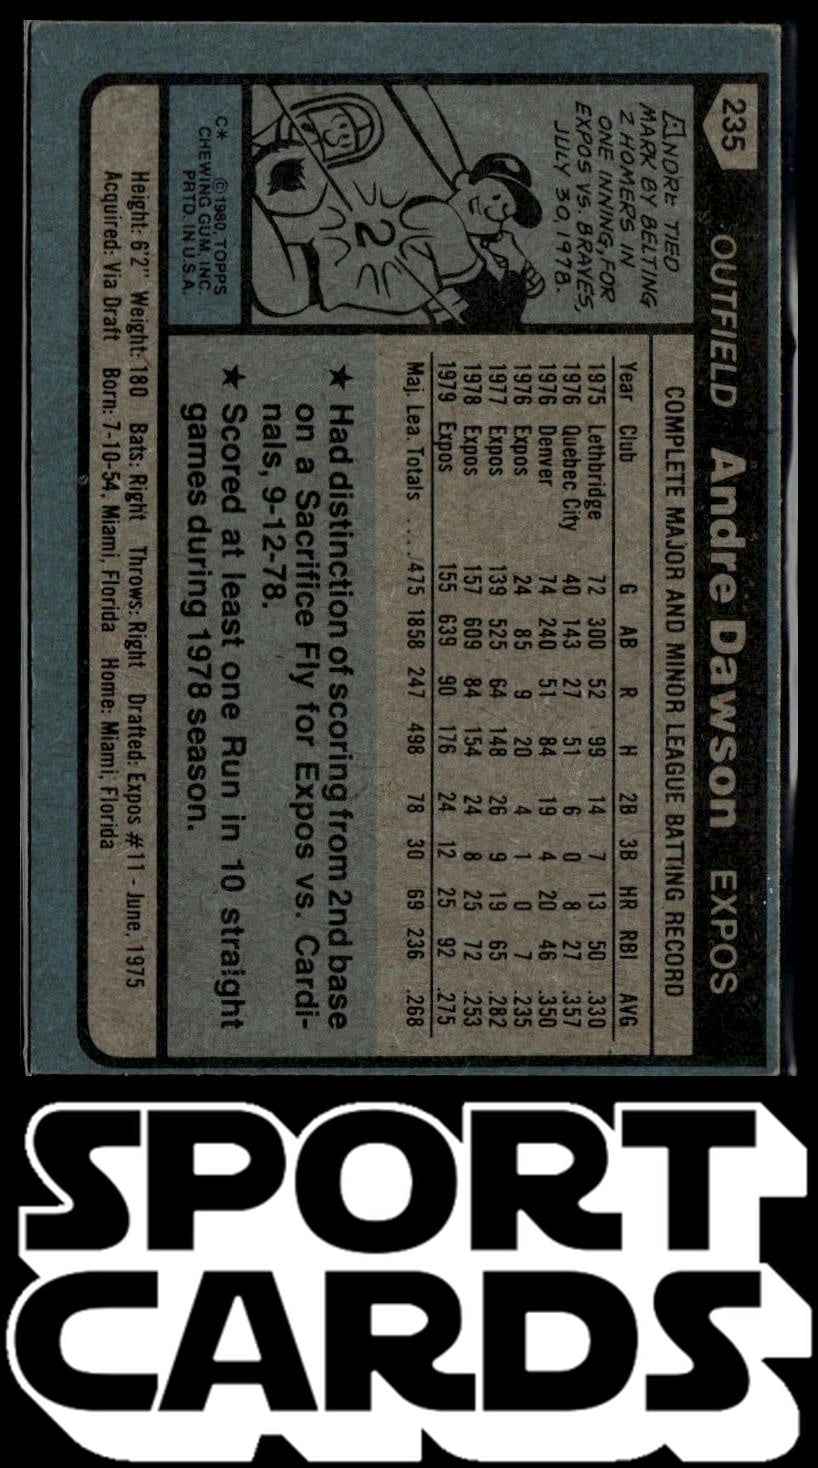 235
OUTFIELD Andre Dawson EXPOS
ANDRE TIED
MARK BY BELTING
2 HOMERS IN
ONE INNING, FOR
EXPOS VS. BRAVES,
JULY 30, 1978.
2
C* ©1980, TOPPS
CHEWING GUM, INC.
PRTD. IN U.S.A.
COMPLETE MAJOR AND MINOR LEAGUE BATTING RECORD
Year Club G AB R H 2B 3B HR RBI AVG
1975 Lethbridge 72 300 52 99 14 7 13 50 .330
1976 Quebec City 40 143 27 51 6 0 8 27 .357
1976 Denver 74 240 51 84 19 4 20 46 .350
1976 Expos 24 85 9 20 4 1 0 7 .235
1977 Expos 139 525 64 148 26 9 19 65 .282
1978 Expos 157 609 84 154 24 8 25 72 .253
1979 Expos 155 639 90 176 24 12 25 92 .275
Maj. Lea. Totals ....475 1858 247 498 78 30 69 236 .268
★ Had distinction of scoring from 2nd base
on a Sacrifice Fly for Expos vs. Cardi-
nals, 9-12-78.
★ Scored at least one Run in 10 straight
games during 1978 season.
Height: 6'2" Weight: 180 Bats: Right Throws: Right Drafted: Expos #11 - June, 1975
Acquired: Via Draft Born: 7-10-54, Miami, Florida Home: Miami, Florida
SPORT
CARDS